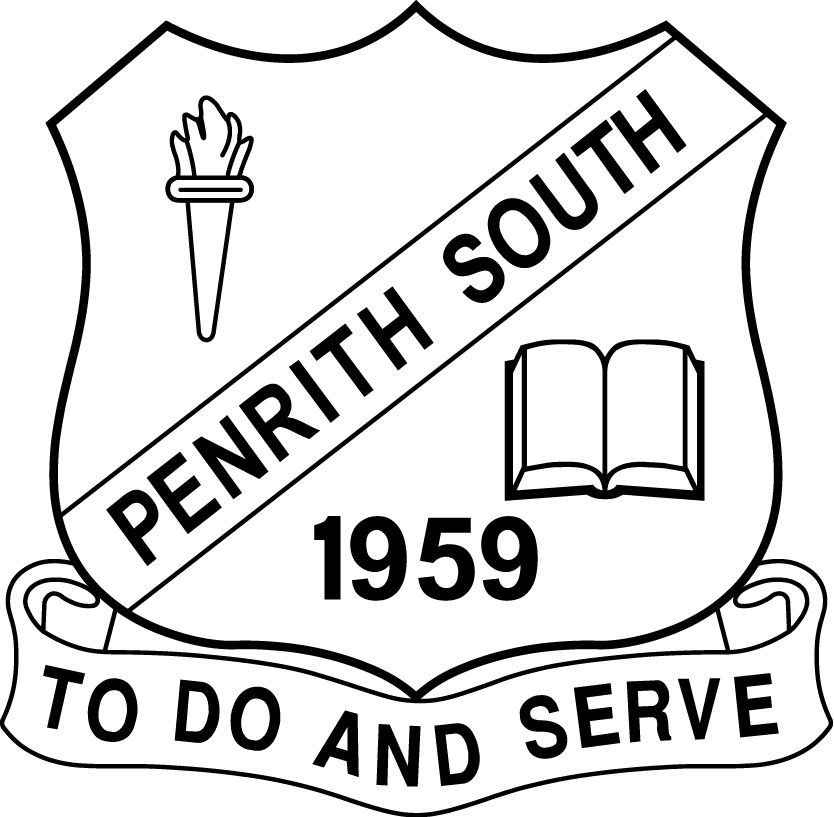 PENRITH SOUTH
1959
TO DO AND SERVE